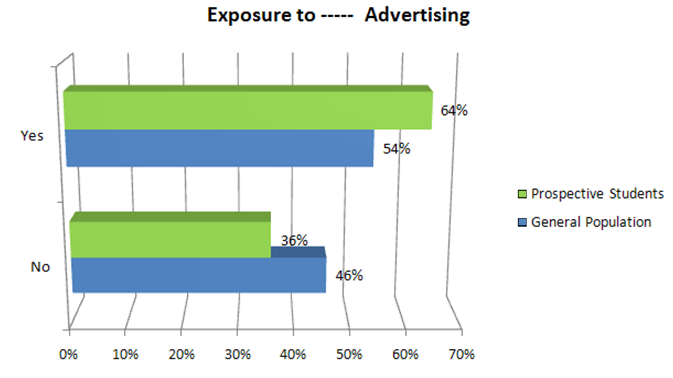 Exposure to ----- Advertising
Yes
64%
54%
No
36%
46%
Prospective Students
General Population
0% 10% 20% 30% 40% 50% 60% 70%